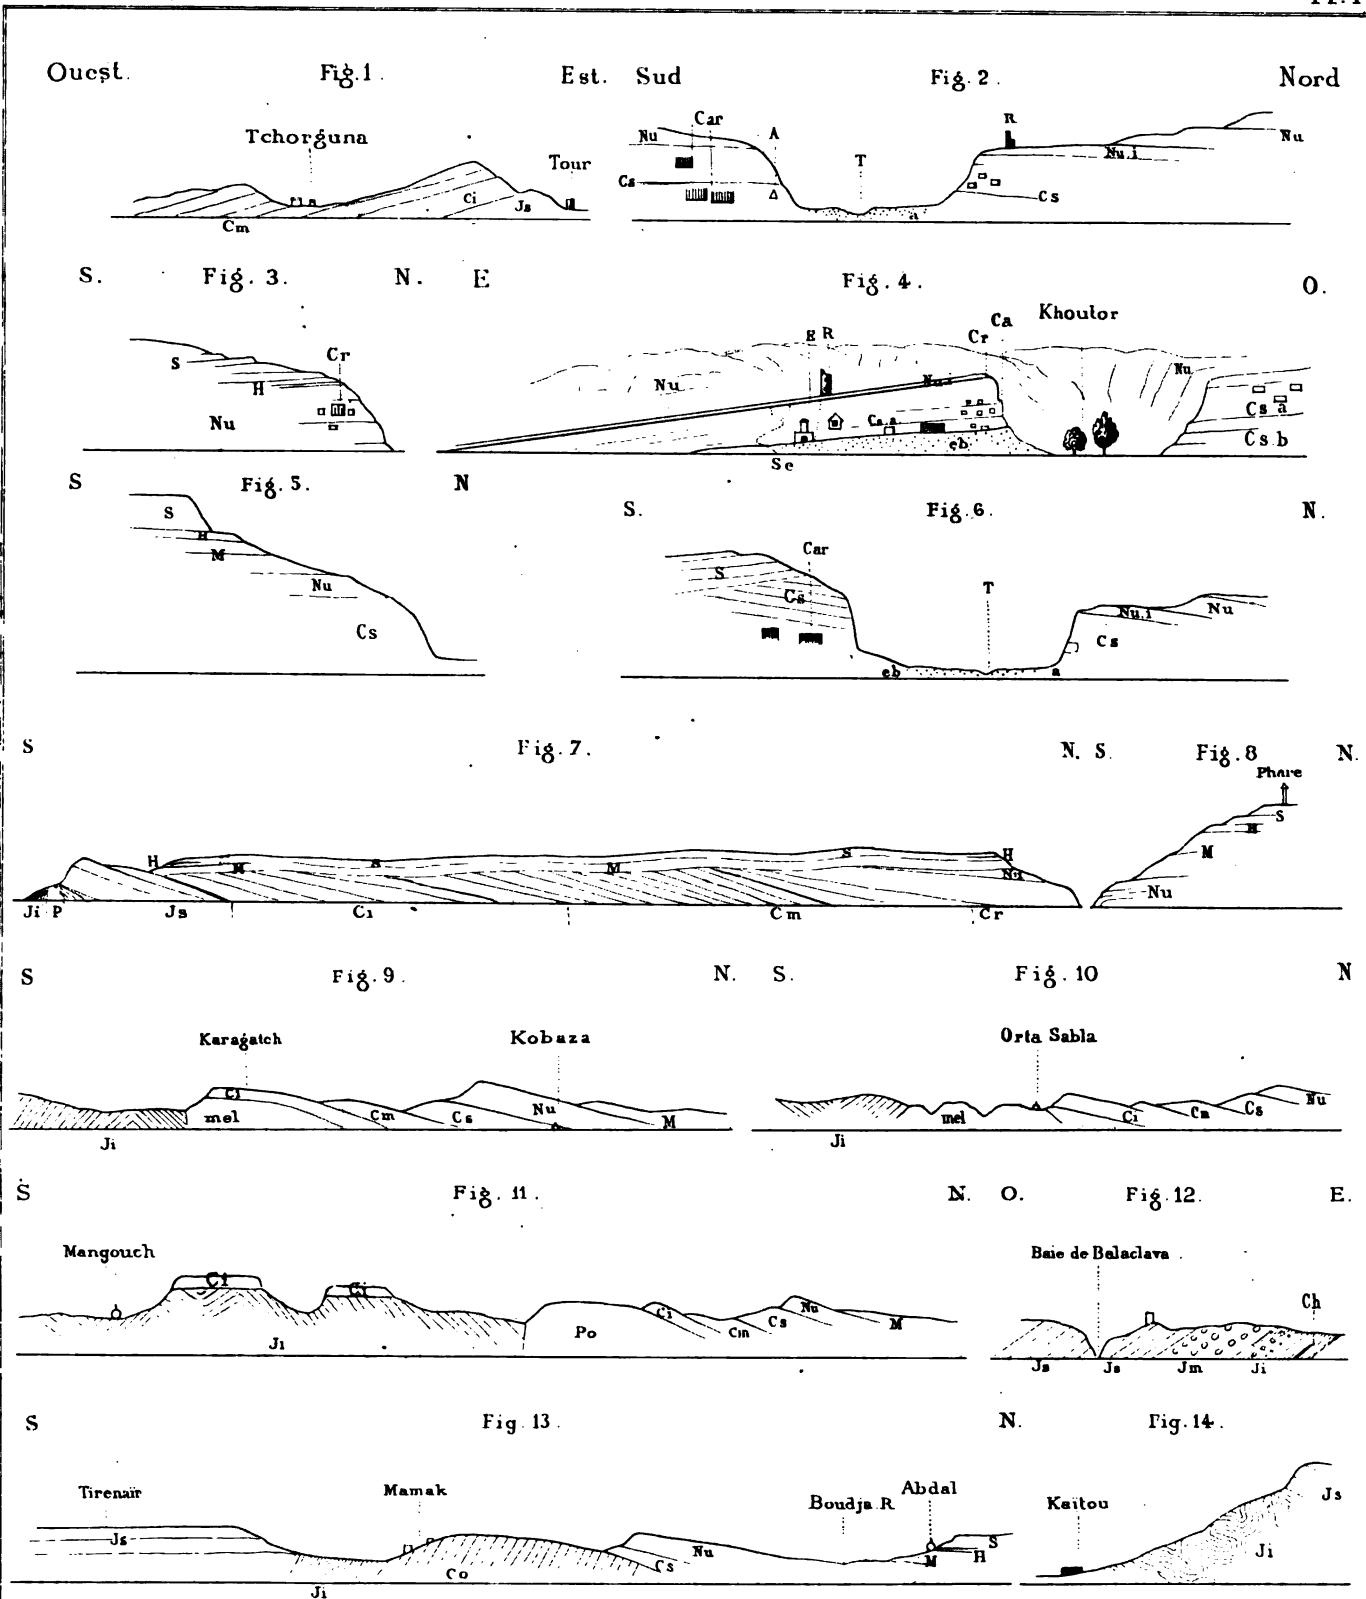 Ouest. Fig.1. Est. Sud Fig. 2. Nord
Tchorguna
Tour
Ci
Js
Cm
Car
Nu
A
R
Nu
T
Nu.i
Cs
Cs
a
S. Fig. 3. N. E Fig. 4. O.
Cr
S
H
Nu
Khoutor
Ca
Cr
E R
Nu
Nu
Nu
Cs a
Cs a
Cs b
eb
Se
S Fig. 5. N
S
H
M
Nu
Cs
S. Fig. 6. N.
Car
S
Cs
T
Nu.i
Nu
Cs
eb
a
S Fig. 7. N. S. Fig. 8 N.
Phare
S
H
M
Nu
H
M
S
M
S
H
Nu
Ji P Js Ci Cm Cr
S Fig. 9. N. S. Fig. 10 N
Karagatch
Kobaza
Orta Sabla
Ci
mel
Cm
Cs
Nu
M
Ji
mel
Ci
Cm
Cs
Nu
Ji
S Fig. 11. N. O. Fig. 12. E.
Mangouch
Baie de Balaclava
Ch
Ci
Ci
Ci
Nu
Po
Cm
Cs
M
Ji
Js Js Jm Ji
S Fig. 13. N. Fig. 14.
Tirenaïr
Mamak
Boudja R
Abdal
Kaïtou
Js
Js
Nu
Cs
Co
M
H
S
Ji
Ji